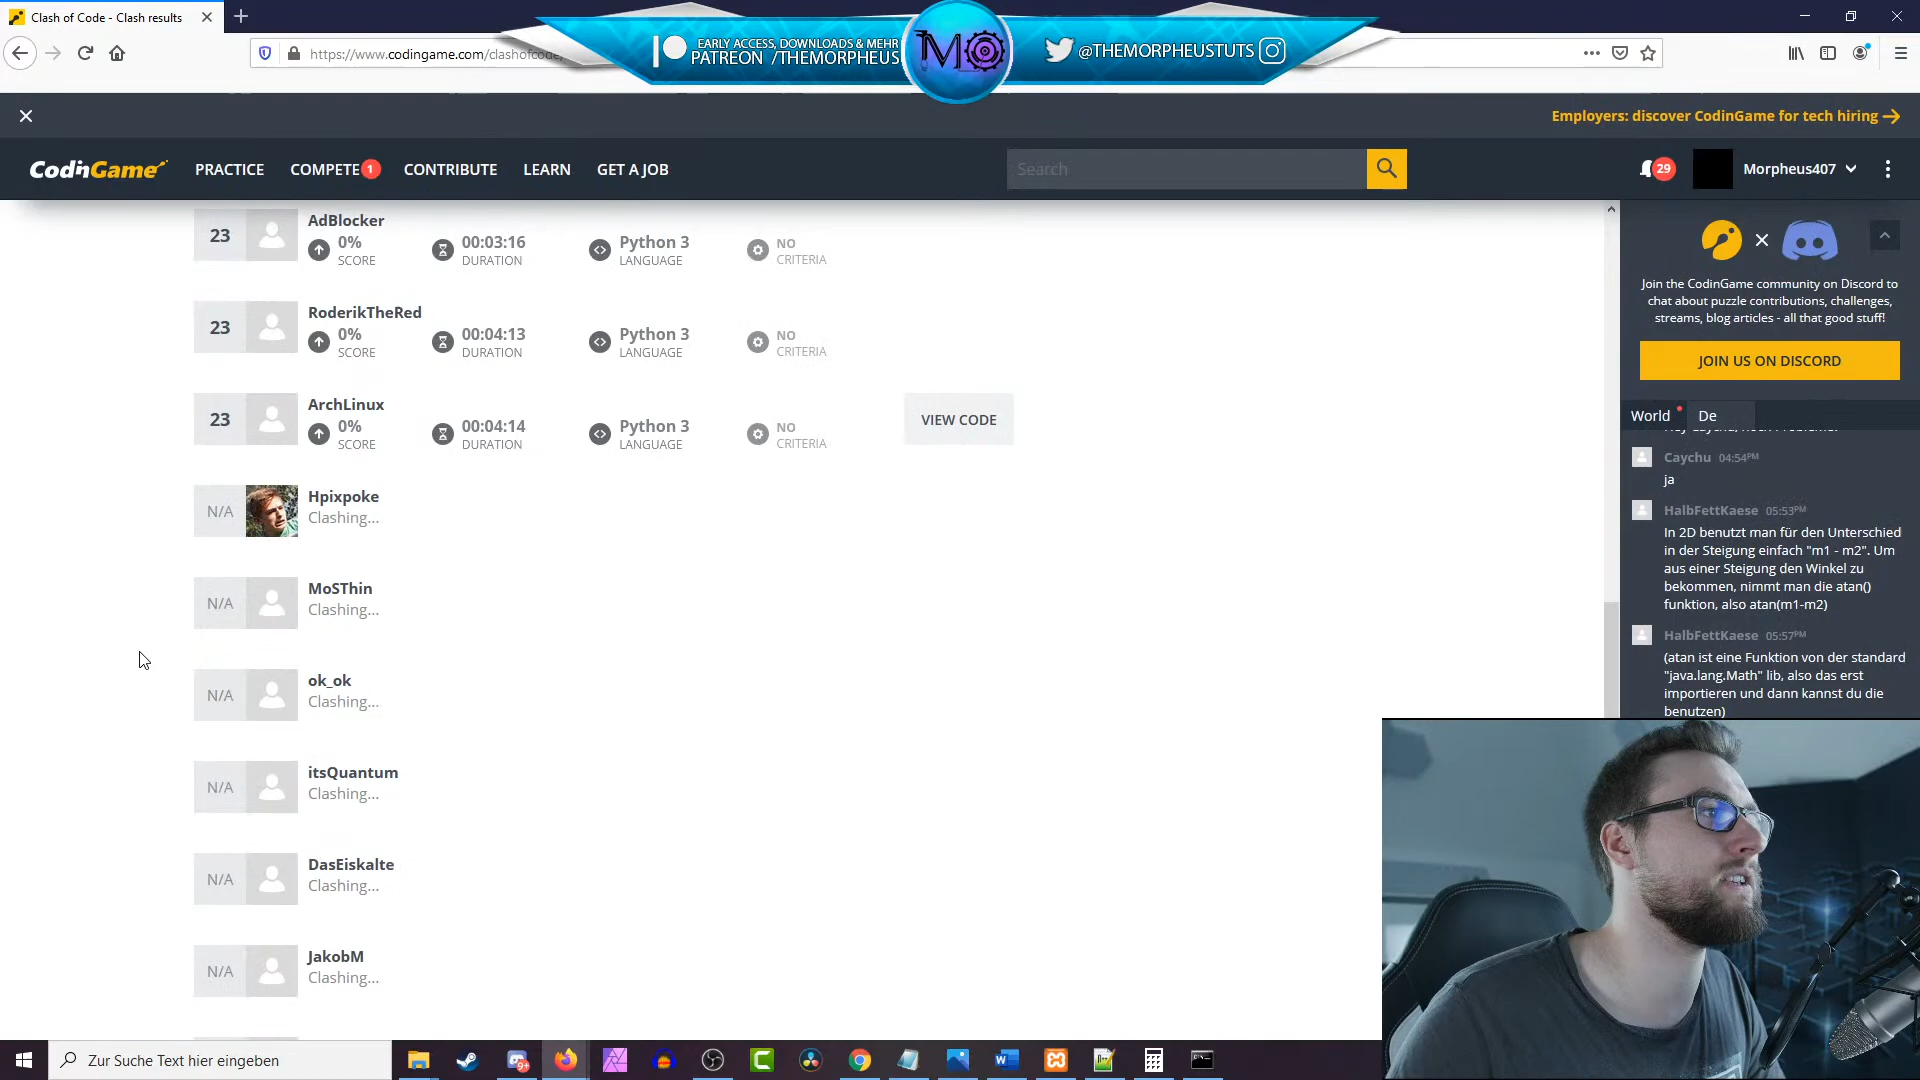 Clash of Code - Clash results
https://www.codingame.com/clashofcode/
EARLY ACCESS, DOWNLOADS & MEHR
PATREON /THEMORPHEUS
MO
@THEMORPHEUSTUTS
Employers: discover CodinGame for tech hiring
CodinGame
PRACTICE
COMPETE 1
CONTRIBUTE
LEARN
GET A JOB
Search
29
Morpheus407
23
AdBlocker
0%
SCORE
00:03:16
DURATION
Python 3
LANGUAGE
NO
CRITERIA
23
RoderikTheRed
0%
SCORE
00:04:13
DURATION
Python 3
LANGUAGE
NO
CRITERIA
23
ArchLinux
0%
SCORE
00:04:14
DURATION
Python 3
LANGUAGE
NO
CRITERIA
VIEW CODE
N/A
Hpixpoke
Clashing...
N/A
MoSThin
Clashing...
N/A
ok_ok
Clashing...
N/A
itsQuantum
Clashing...
N/A
DasEiskalte
Clashing...
N/A
JakobM
Clashing...
Join the CodinGame community on Discord to
chat about puzzle contributions, challenges,
streams, blog articles - all that good stuff!
JOIN US ON DISCORD
World
De
Caychu 04:54PM
ja
HalbFettKaese 05:53PM
In 2D benutzt man für den Unterschied
in der Steigung einfach "m1 - m2". Um
aus einer Steigung den Winkel zu
bekommen, nimmt man die atan()
funktion, also atan(m1-m2)
HalbFettKaese 05:57PM
(atan ist eine Funktion von der standard
"java.lang.Math" lib, also das erst
importieren und dann kannst du die
benutzen)
Zur Suche Text hier eingeben
9+